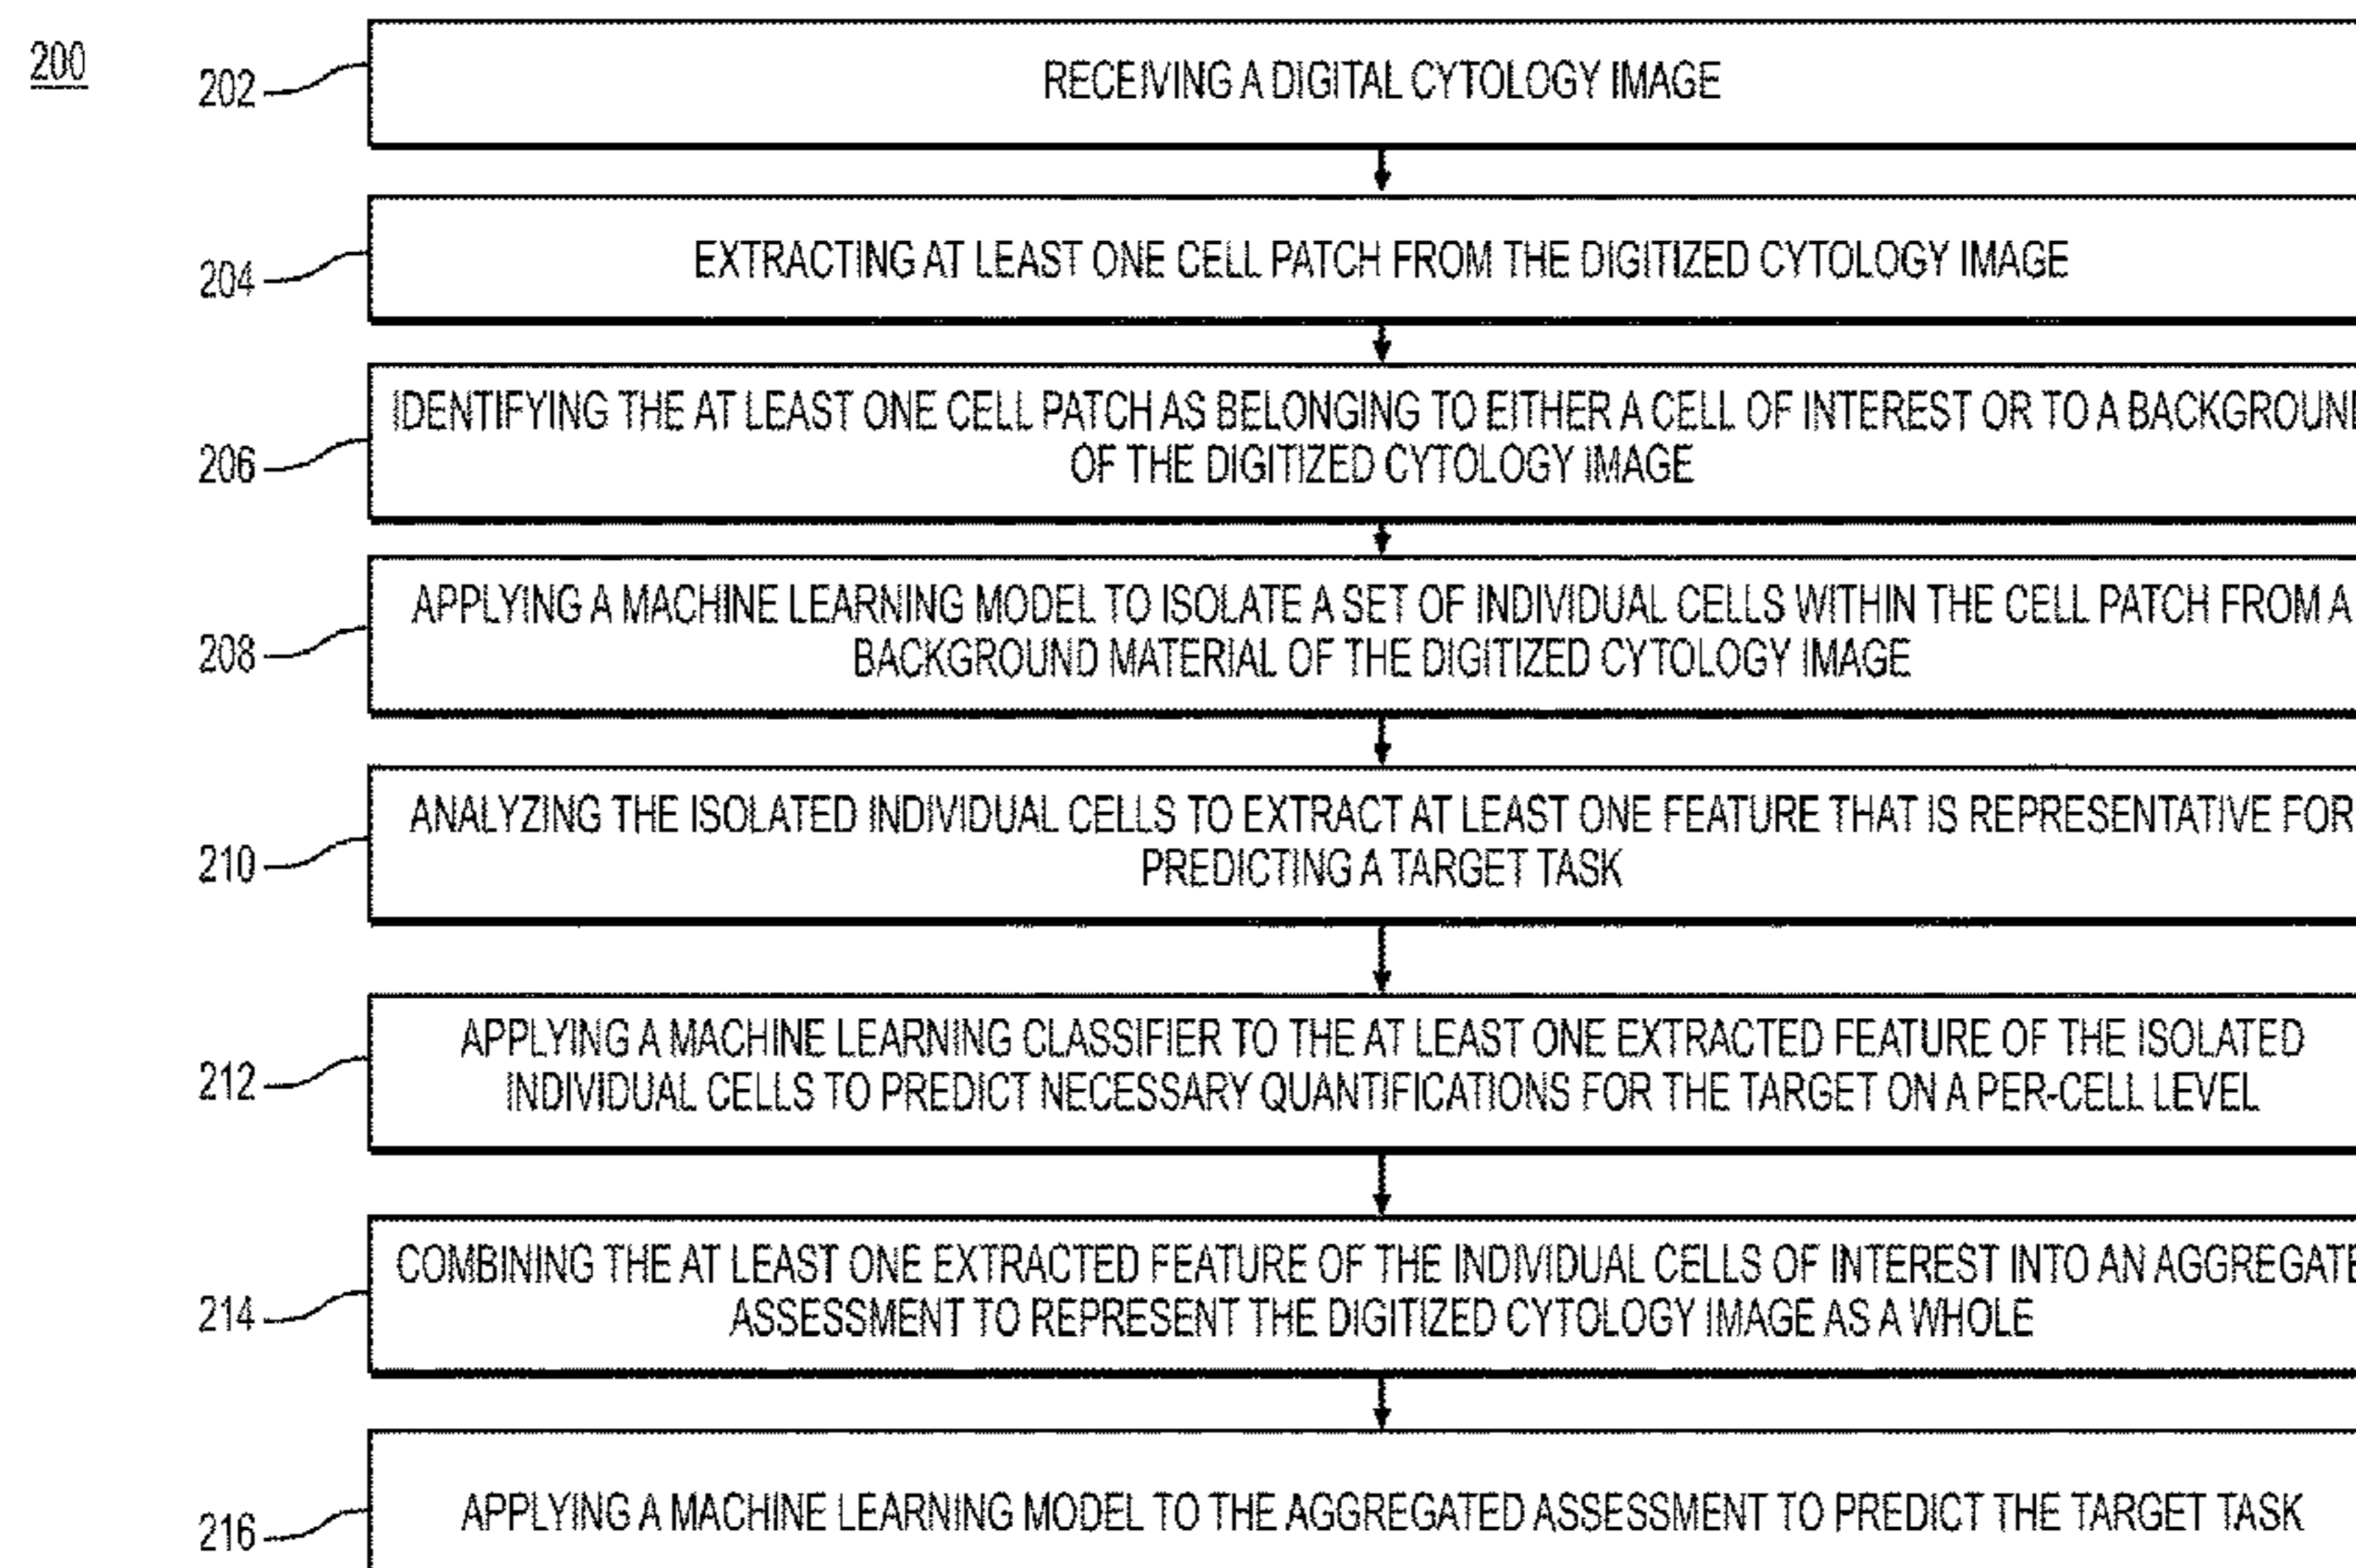 200
202
RECEIVING A DIGITAL CYTOLOGY IMAGE
204
EXTRACTING AT LEAST ONE CELL PATCH FROM THE DIGITIZED CYTOLOGY IMAGE
206
IDENTIFYING THE AT LEAST ONE CELL PATCH AS BELONGING TO EITHER A CELL OF INTEREST OR TO A BACKGROUND
OF THE DIGITIZED CYTOLOGY IMAGE
208
APPLYING A MACHINE LEARNING MODEL TO ISOLATE A SET OF INDIVIDUAL CELLS WITHIN THE CELL PATCH FROM A
BACKGROUND MATERIAL OF THE DIGITIZED CYTOLOGY IMAGE
210
ANALYZING THE ISOLATED INDIVIDUAL CELLS TO EXTRACT AT LEAST ONE FEATURE THAT IS REPRESENTATIVE FOR
PREDICTING A TARGET TASK
212
APPLYING A MACHINE LEARNING CLASSIFIER TO THE AT LEAST ONE EXTRACTED FEATURE OF THE ISOLATED
INDIVIDUAL CELLS TO PREDICT NECESSARY QUANTIFICATIONS FOR THE TARGET ON A PER-CELL LEVEL
214
COMBINING THE AT LEAST ONE EXTRACTED FEATURE OF THE INDIVIDUAL CELLS OF INTEREST INTO AN AGGREGATE
ASSESSMENT TO REPRESENT THE DIGITIZED CYTOLOGY IMAGE AS A WHOLE
216
APPLYING A MACHINE LEARNING MODEL TO THE AGGREGATED ASSESSMENT TO PREDICT THE TARGET TASK